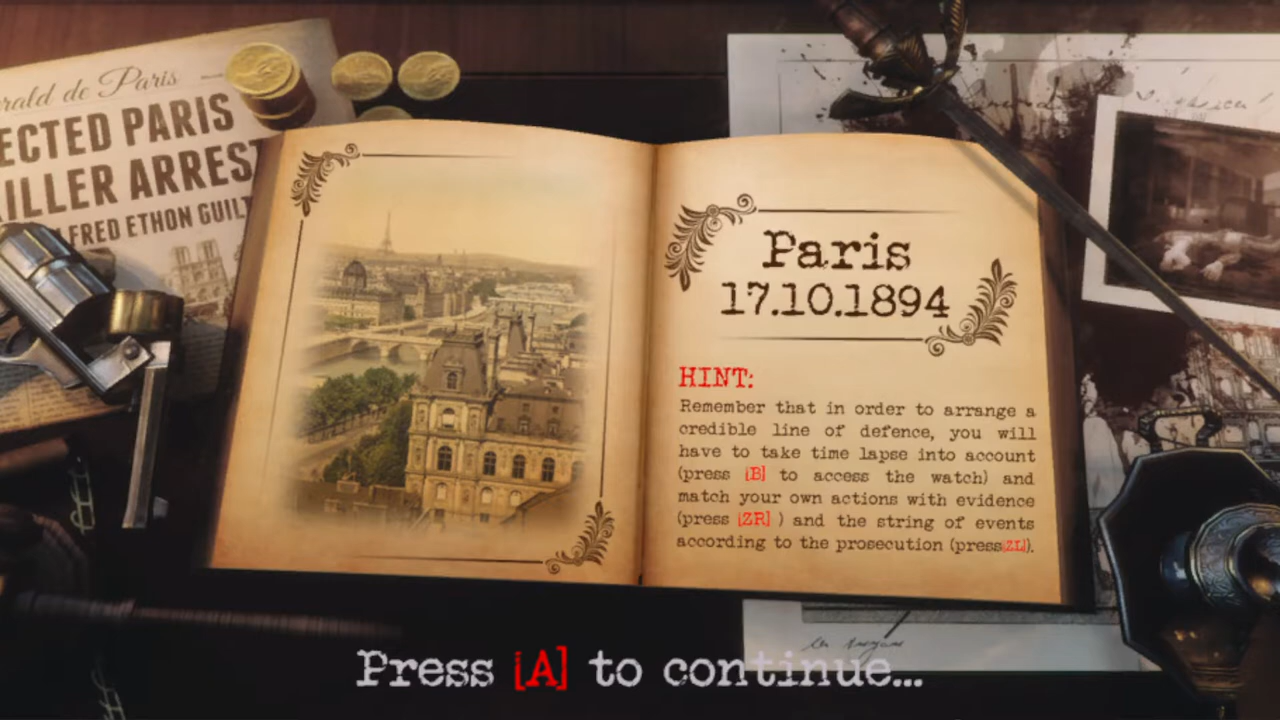 de Paris
ECTED PARIS
ILLER ARREST
FRED ETHON GUILT
Paris
17.10.1894
HINT:
Remember that in order to arrange a
credible line of defence, you will
have to take time lapse into account
(press [B] to access the watch) and
match your own actions with evidence
(press [ZR] ) and the string of events
according to the prosecution (press[ZL]).
Press [A] to continue...